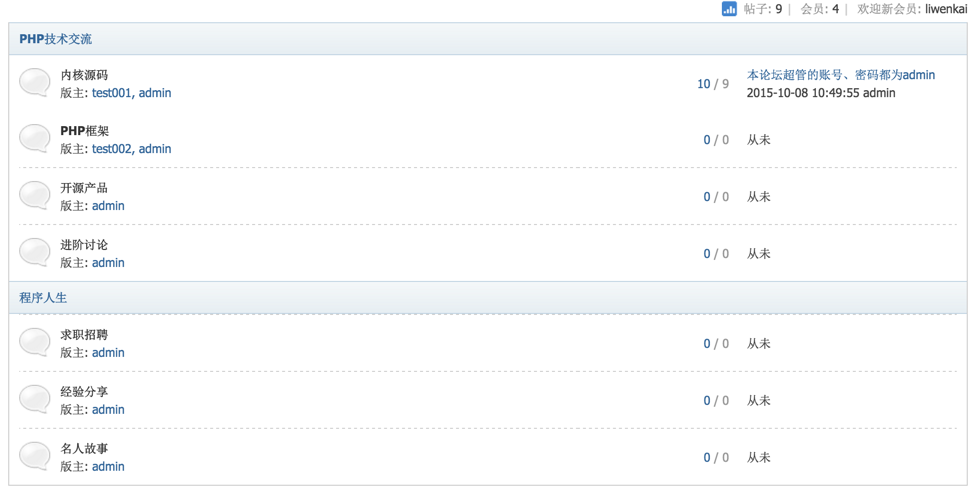 帖子: 9 | 会员: 4 | 欢迎新会员: liwenkai
PHP技术交流
内核源码
版主: test001, admin
10 / 9
本论坛超管的账号、密码都为admin
2015-10-08 10:49:55 admin
PHP框架
版主: test002, admin
0 / 0
从未
开源产品
版主: admin
0 / 0
从未
进阶讨论
版主: admin
0 / 0
从未
程序人生
求职招聘
版主: admin
0 / 0
从未
经验分享
版主: admin
0 / 0
从未
名人故事
版主: admin
0 / 0
从未